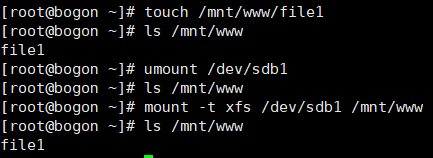 [root@bogon ~]# touch /mnt/www/file1
[root@bogon ~]# ls /mnt/www
file1
[root@bogon ~]# umount /dev/sdb1
[root@bogon ~]# ls /mnt/www
[root@bogon ~]# mount -t xfs /dev/sdb1 /mnt/www
[root@bogon ~]# ls /mnt/www
file1